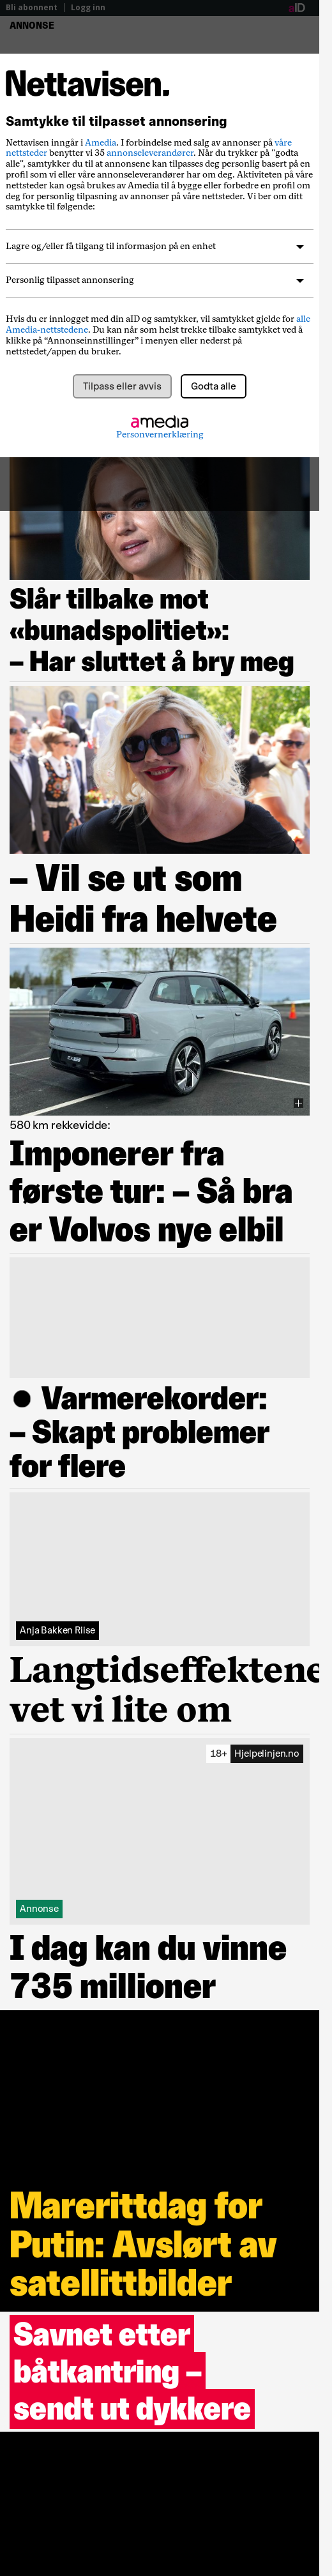 Bli abonnent | Logg inn
aID
ANNONSE
Nettavisen.
Samtykke til tilpasset annonsering
Nettavisen inngår i Amedia. I forbindelse med salg av annonser på våre
nettsteder benytter vi 35 annonseleverandører. Når du trykker på "godta
alle", samtykker du til at annonsene kan tilpasses deg personlig basert på en
profil som vi eller våre annonseleverandører har om deg. Aktiviteten på våre
nettsteder kan også brukes av Amedia til å bygge eller forbedre en profil om
deg for personlig tilpasning av annonser på våre nettsteder. Vi ber om ditt
samtykke til følgende:
Lagre og/eller få tilgang til informasjon på en enhet
Personlig tilpasset annonsering
Hvis du er innlogget med din aID og samtykker, vil samtykket gjelde for alle
Amedia-nettstedene. Du kan når som helst trekke tilbake samtykket ved å
klikke på “Annonseinnstillinger” i menyen eller nederst på
nettstedet/appen du bruker.
Tilpass eller avvis
Godta alle
amedia
Personvernerklæring
Slår tilbake mot
«bunadspolitiet»:
– Har sluttet å bry meg
– Vil se ut som
Heidi fra helvete
580 km rekkevidde:
Imponerer fra
første tur: – Så bra
er Volvos nye elbil
● Varmerekorder:
– Skapt problemer
for flere
Anja Bakken Riise
Langtidseffektene
vet vi lite om
18+ Hjelpelinjen.no
Annonse
I dag kan du vinne
735 millioner
Marerittdag for
Putin: Avslørt av
satellittbilder
Savnet etter
båtkantring –
sendt ut dykkere